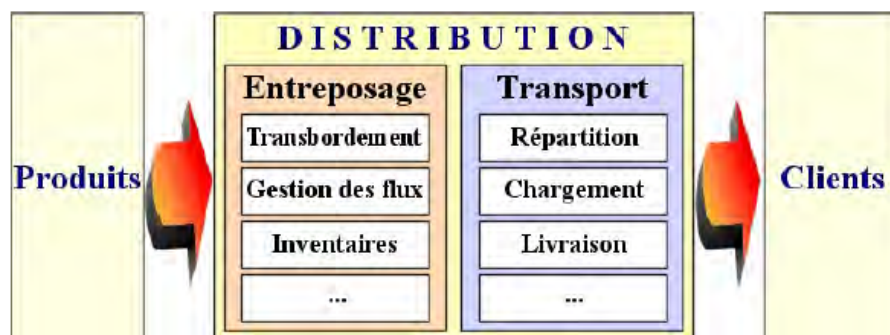 DISTRIBUTION
Produits
Entreposage
Transbordement
Gestion des flux
Inventaires
...
Transport
Répartition
Chargement
Livraison
...
Clients